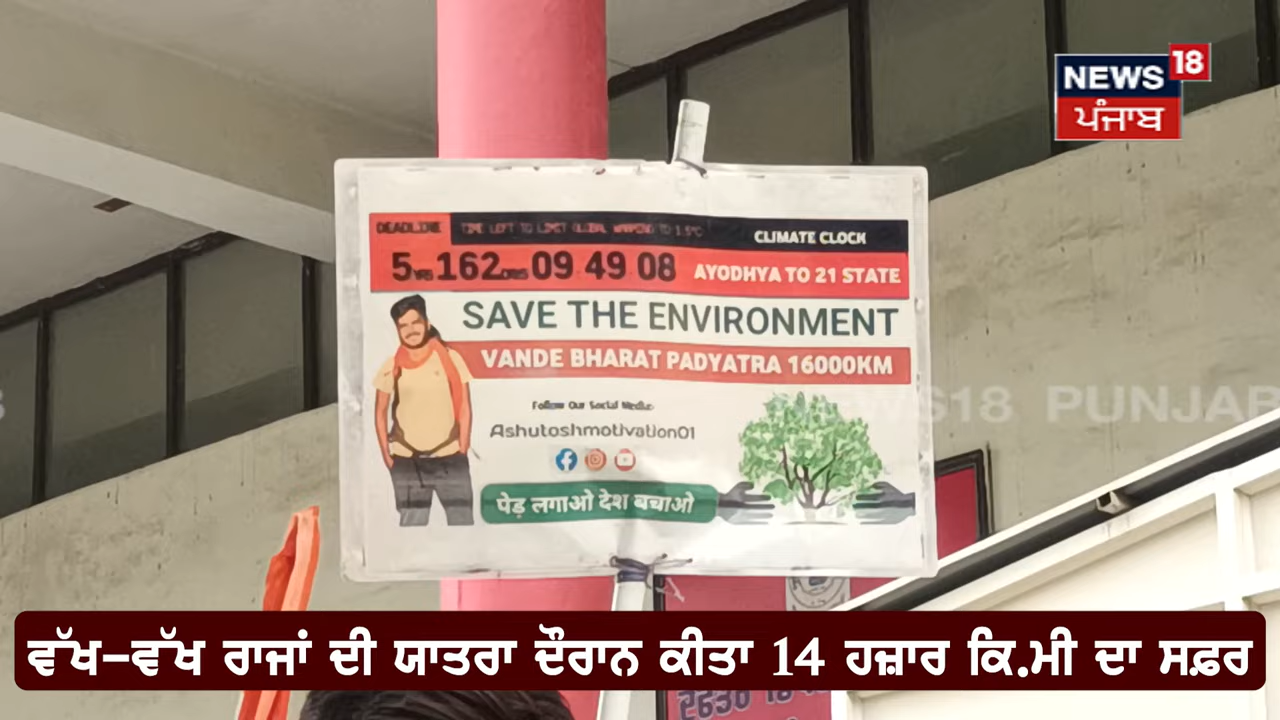 NEWS 18
ਪੰਜਾਬ
DEADLINE TIME LEFT TO LIMIT GLOBAL WARMING TO 1.5°C CLIMATE CLOCK
5YRS 162DAYS 09 49 08 AYODHYA TO 21 STATE
SAVE THE ENVIRONMENT
VANDE BHARAT PADYATRA 16000KM
Follow Our Social Media:
Ashutoshmotivation01
NEWS18 PUNJAB
पेड़ लगाओ देश बचाओ
ਵੱਖ-ਵੱਖ ਰਾਜਾਂ ਦੀ ਯਾਤਰਾ ਦੌਰਾਨ ਕੀਤਾ 14 ਹਜ਼ਾਰ ਕਿ.ਮੀ ਦਾ ਸਫ਼ਰ